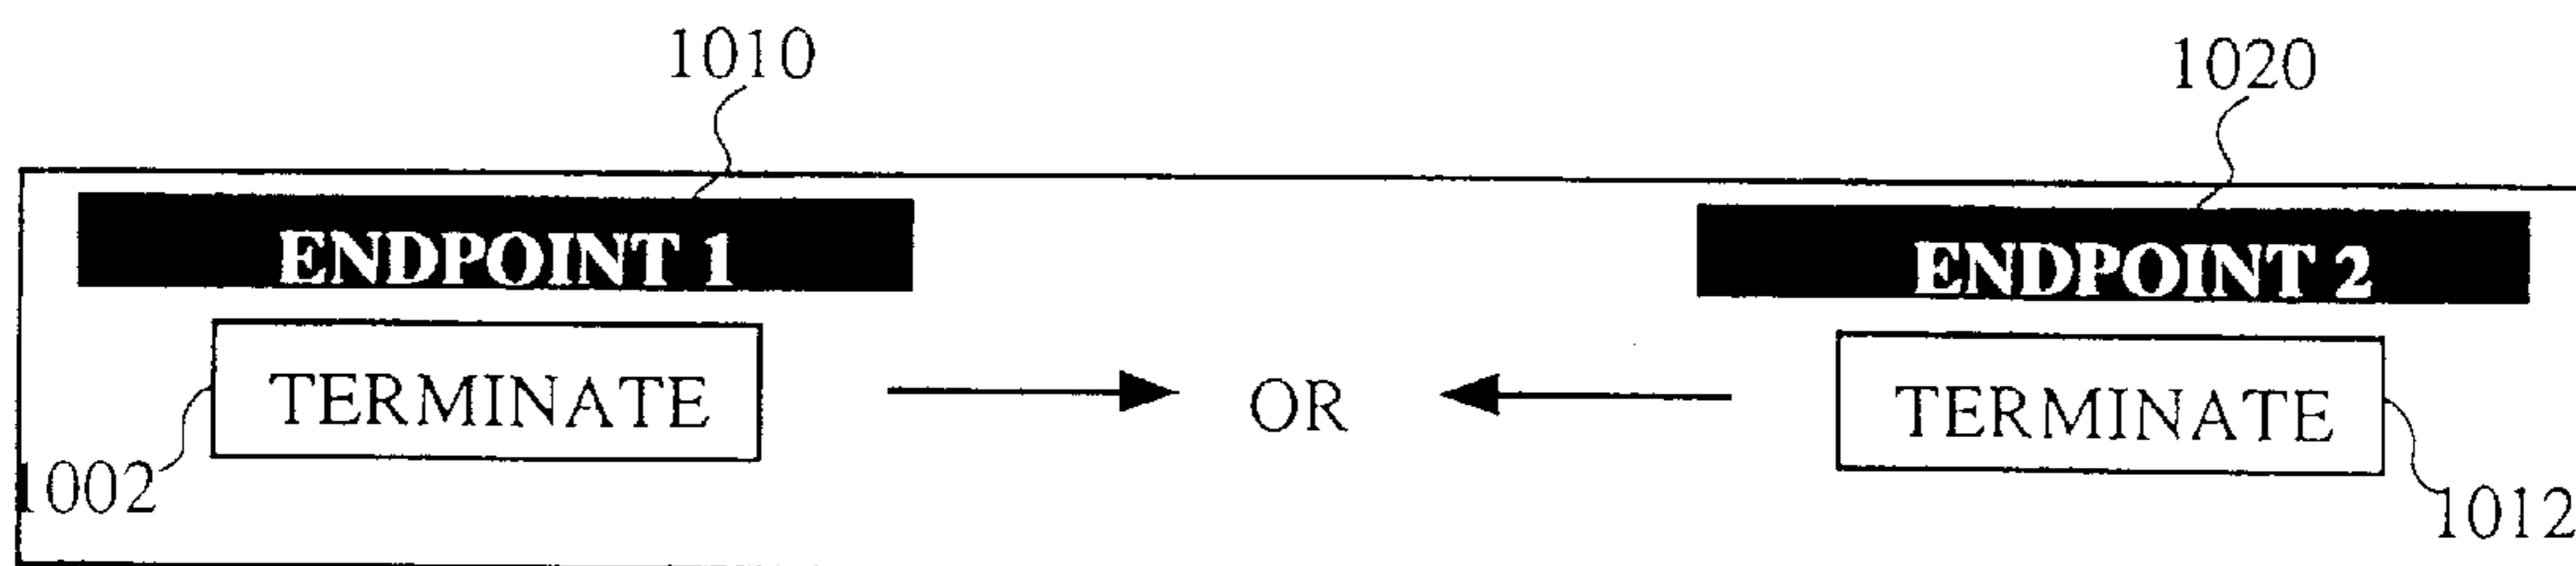 1010 1020
ENDPOINT 1 ENDPOINT 2
TERMINATE OR TERMINATE
1002 1012